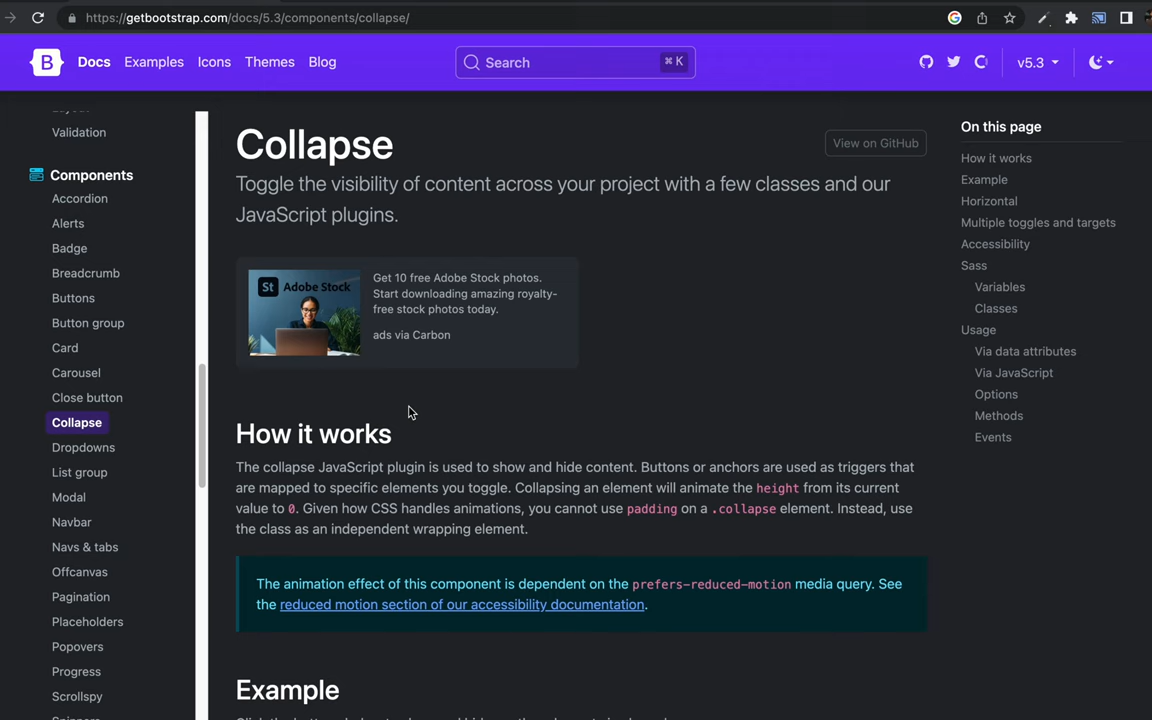 https://getbootstrap.com/docs/5.3/components/collapse/
B Docs Examples Icons Themes Blog Search ⌘ K v5.3
Validation
Components
Accordion
Alerts
Badge
Breadcrumb
Buttons
Button group
Card
Carousel
Close button
Collapse
Dropdowns
List group
Modal
Navbar
Navs & tabs
Offcanvas
Pagination
Placeholders
Popovers
Progress
Scrollspy
Collapse
View on GitHub
Toggle the visibility of content across your project with a few classes and our
JavaScript plugins.
St Adobe Stock
Get 10 free Adobe Stock photos.
Start downloading amazing royalty-
free stock photos today.
ads via Carbon
How it works
The collapse JavaScript plugin is used to show and hide content. Buttons or anchors are used as triggers that
are mapped to specific elements you toggle. Collapsing an element will animate the height from its current
value to 0. Given how CSS handles animations, you cannot use padding on a .collapse element. Instead, use
the class as an independent wrapping element.
The animation effect of this component is dependent on the prefers-reduced-motion media query. See
the reduced motion section of our accessibility documentation.
Example
On this page
How it works
Example
Horizontal
Multiple toggles and targets
Accessibility
Sass
Variables
Classes
Usage
Via data attributes
Via JavaScript
Options
Methods
Events